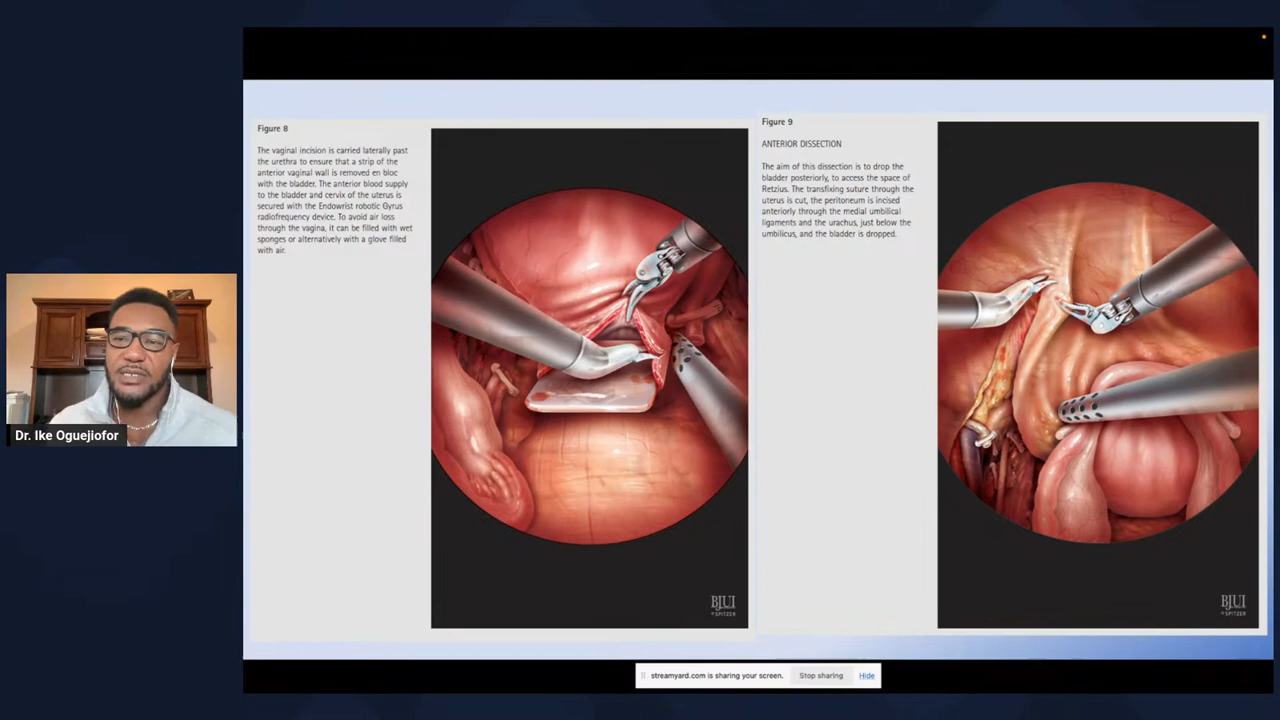 Figure 8
The vaginal incision is carried laterally past
the urethra to ensure that a strip of the
anterior vaginal wall is removed en bloc
with the bladder. The anterior blood supply
to the bladder and cervix of the uterus is
secured with the Endowrist robotic Gyrus
radiofrequency device. To avoid air loss
through the vagina, it can be filled with wet
sponges or alternatively with a glove filled
with air.
BJUI
BY SPITZER
Figure 9
ANTERIOR DISSECTION
The aim of this dissection is to drop the
bladder posteriorly, to access the space of
Retzius. The transfixing suture through the
uterus is cut, the peritoneum is incised
anteriorly through the medial umbilical
ligaments and the urachus, just below the
umbilicus, and the bladder is dropped.
BJUI
BY SPITZER
Dr. Ike Oguejiofor
streamyard.com is sharing your screen.
Stop sharing
Hide